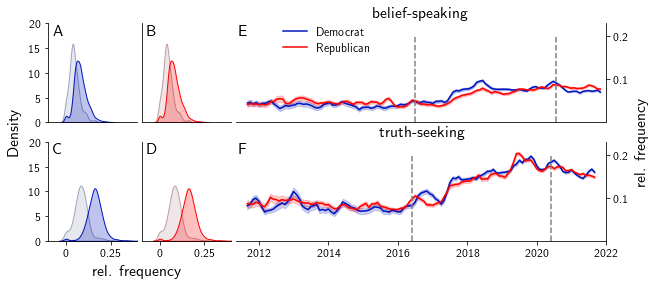 belief-speaking
A
B
E
Democrat
Republican
20
15
10
5
0
0.2
0.1
truth-seeking
C
D
F
20
15
10
5
0
0.2
0.1
Density
rel. frequency
0
0.25
0
0.25
2012
2014
2016
2018
2020
2022
rel. frequency